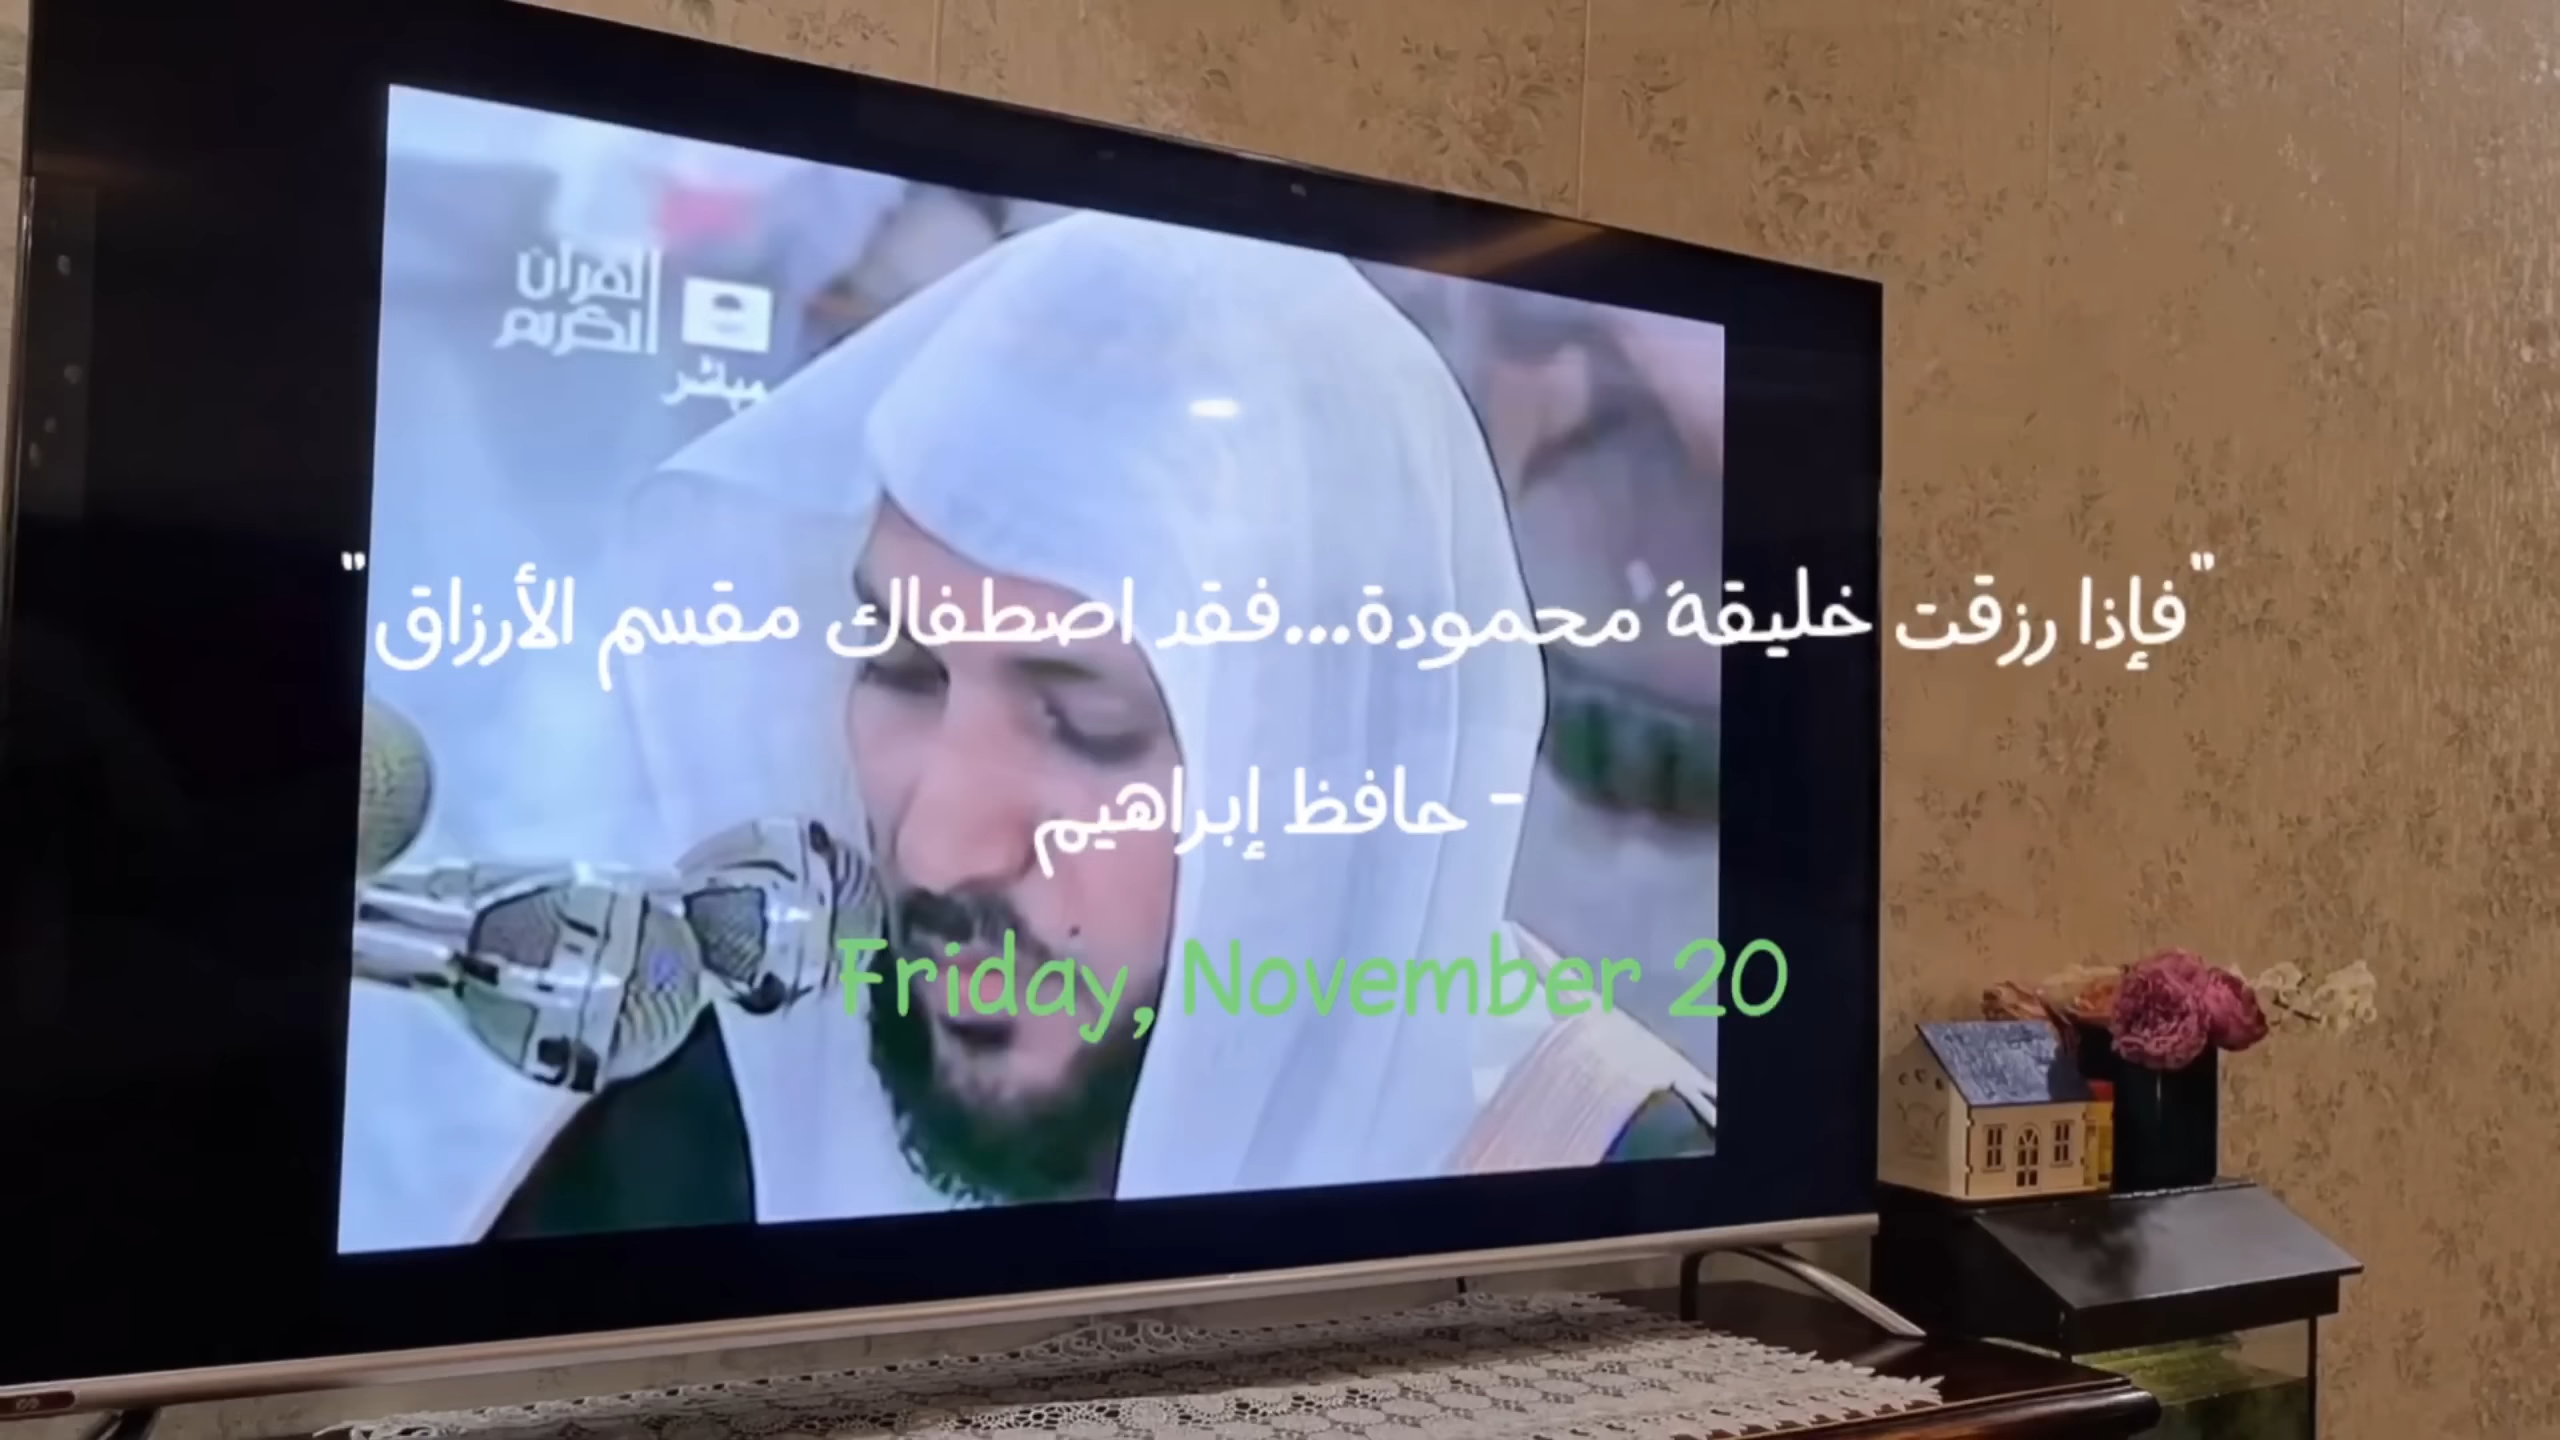 القرآن
الكريم
مباشر
"فإذا رزقت خليقة محمودة...فقد اصطفاك مقسم الأرزاق"
- حافظ إبراهيم
Friday, November 20